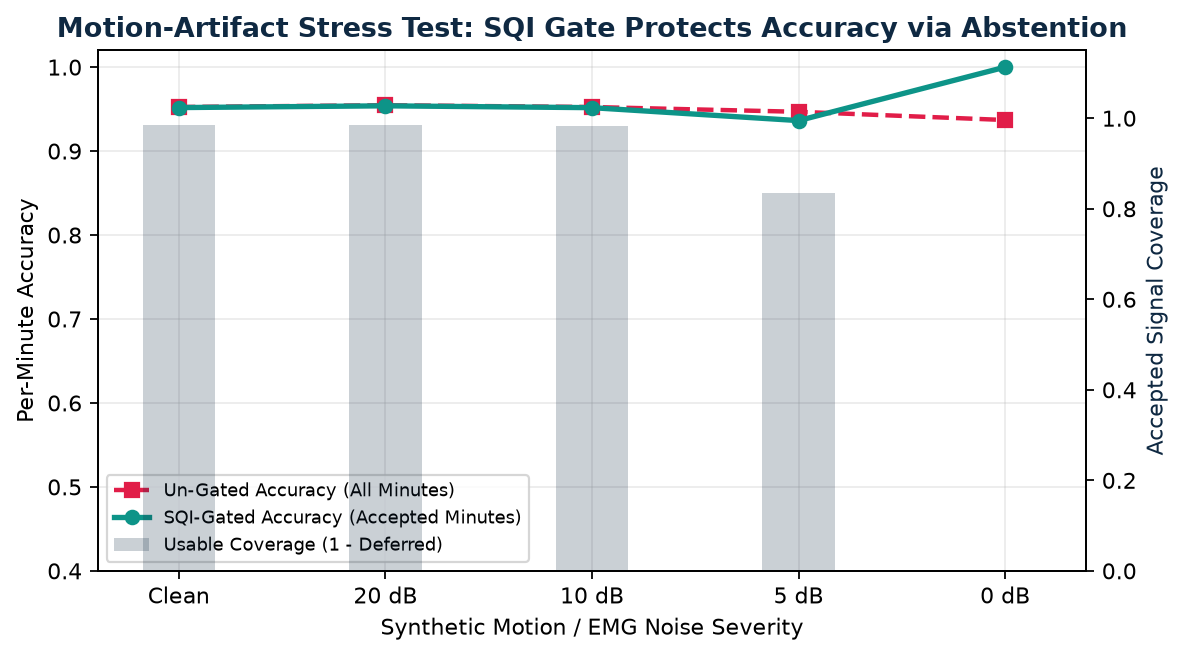 Motion-Artifact Stress Test: SQI Gate Protects Accuracy via Abstention
Per-Minute Accuracy
1.0
0.9
0.8
0.7
0.6
0.5
0.4
Un-Gated Accuracy (All Minutes)
SQI-Gated Accuracy (Accepted Minutes)
Usable Coverage (1 - Deferred)
1.0
0.8
0.6
0.4
0.2
0.0
Accepted Signal Coverage
Clean 20 dB 10 dB 5 dB 0 dB
Synthetic Motion / EMG Noise Severity